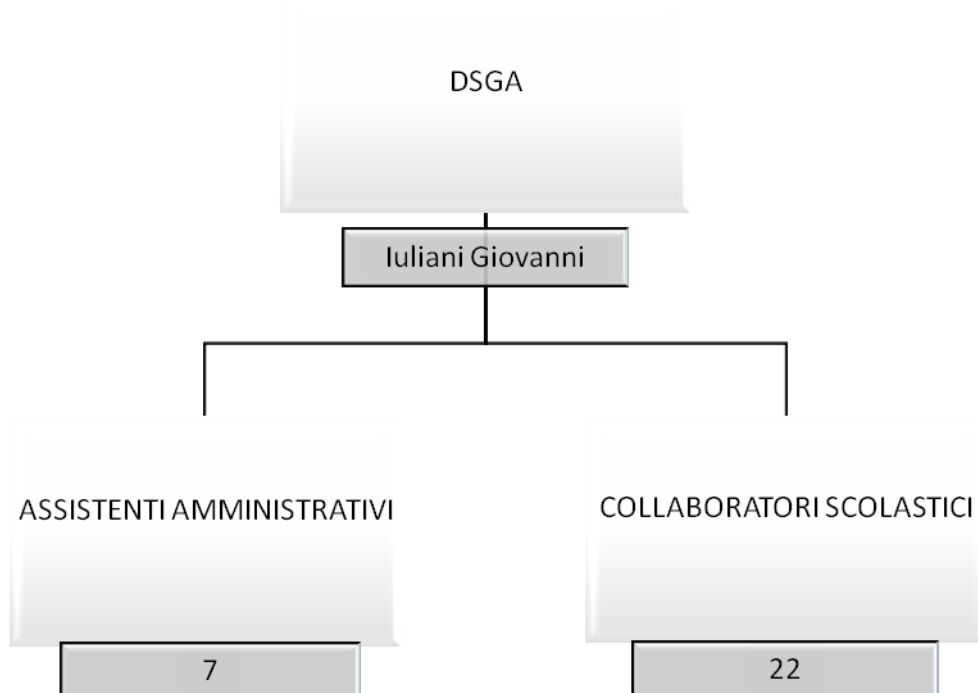 DSGA
Iuliani Giovanni
ASSISTENTI AMMINISTRATIVI
7
COLLABORATORI SCOLASTICI
22